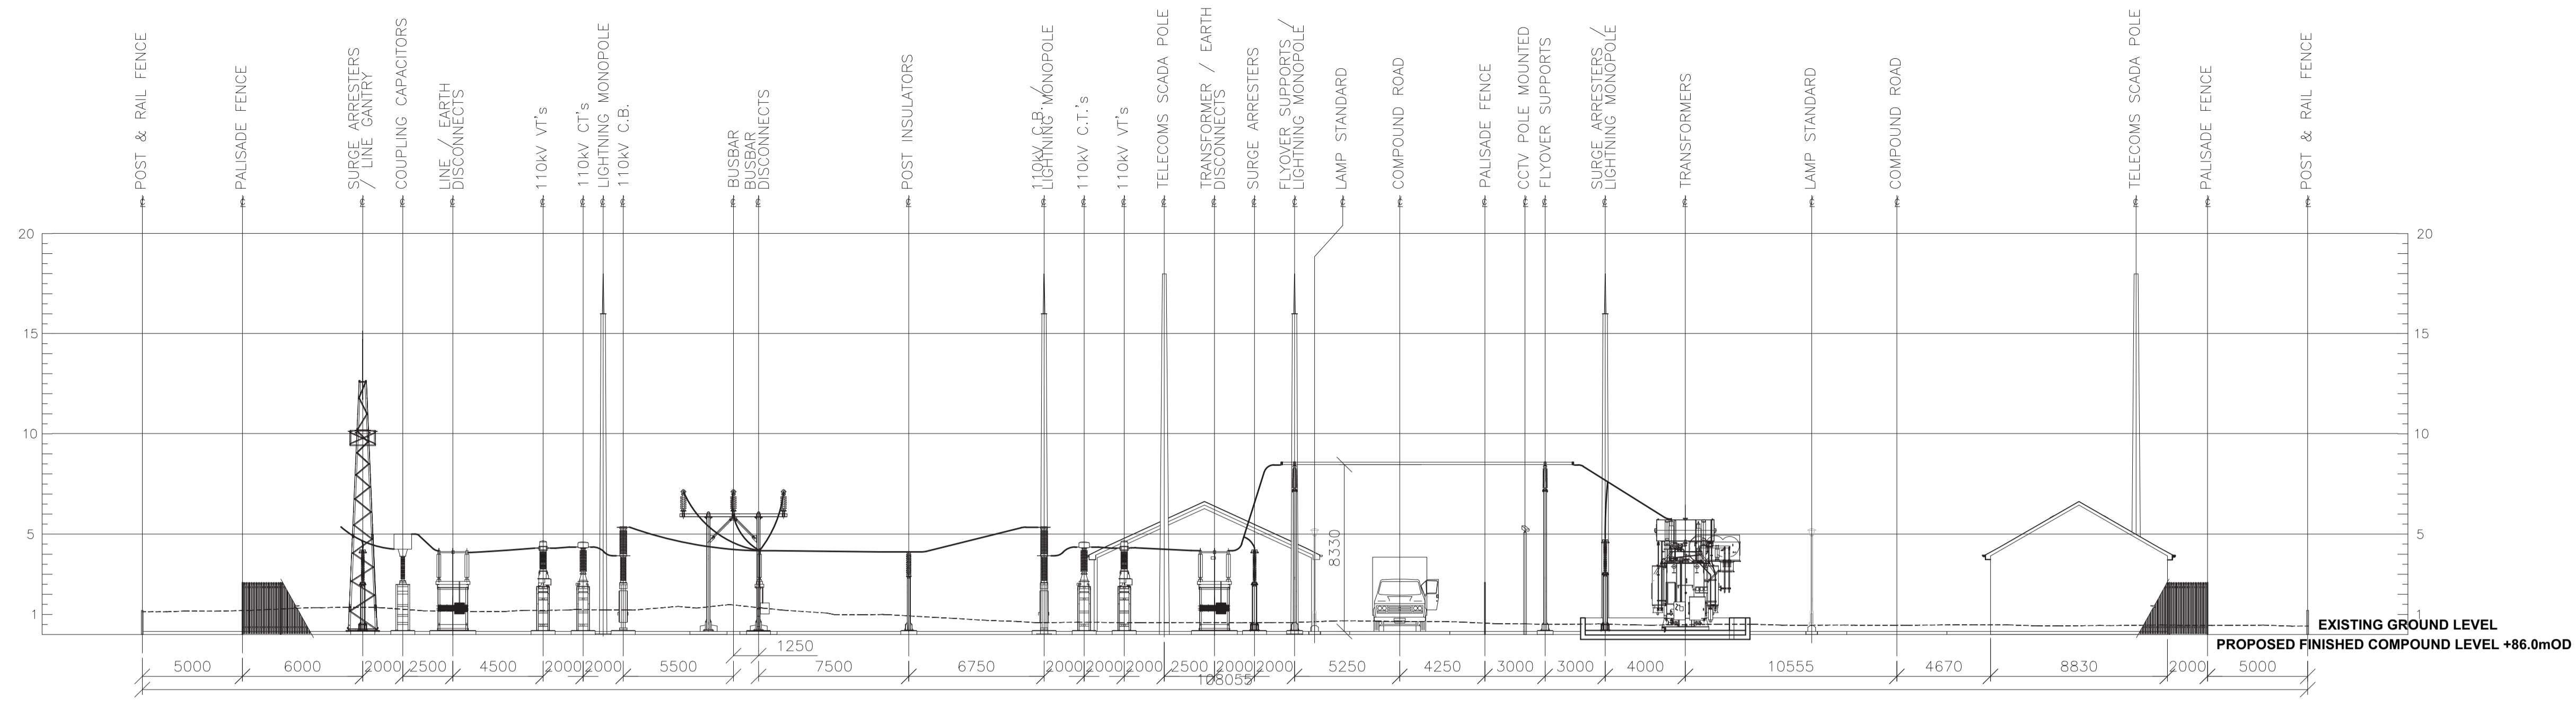 POST & RAIL FENCE
PALISADE FENCE
SURGE ARRESTERS
/ LINE GANTRY
COUPLING CAPACITORS
LINE / EARTH
DISCONNECTS
110kV VT's
110kV CT's
LIGHTNING MONOPOLE
110kV C.B.
BUSBAR
BUSBAR
DISCONNECTS
POST INSULATORS
110kV C.B. /
LIGHTNING MONOPOLE
110kV C.T.'s
110kV VT's
TELECOMS SCADA POLE
TRANSFORMER / EARTH
DISCONNECTS
SURGE ARRESTERS
FLYOVER SUPPORTS /
LIGHTNING MONOPOLE
LAMP STANDARD
COMPOUND ROAD
PALISADE FENCE
CCTV POLE MOUNTED
FLYOVER SUPPORTS
SURGE ARRESTERS /
LIGHTNING MONOPOLE
TRANSFORMERS
LAMP STANDARD
COMPOUND ROAD
TELECOMS SCADA POLE
PALISADE FENCE
POST & RAIL FENCE
20
20
15
15
10
10
5
5
8330
1
1
EXISTING GROUND LEVEL
PROPOSED FINISHED COMPOUND LEVEL +86.0mOD
1250
5000
6000
2000
2500
4500
2000
2000
5500
7500
6750
2000
2000
2000
2500
2000
2000
5250
4250
3000
3000
4000
10555
4670
8830
2000
5000
108055